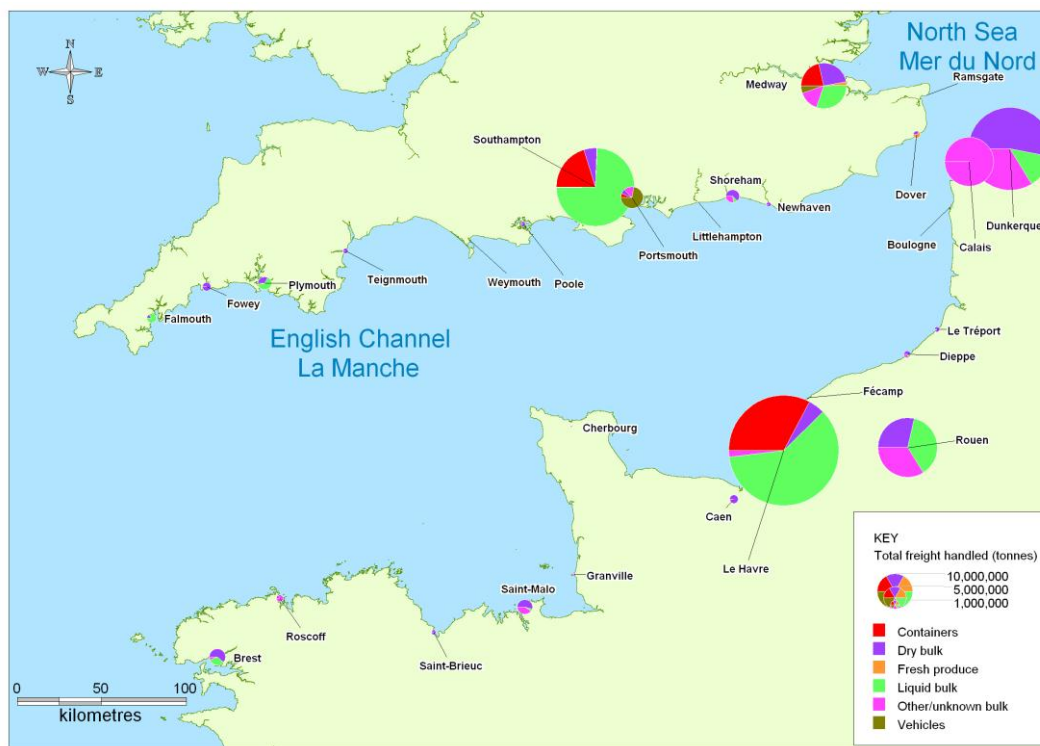 N
W E
S
North Sea
Mer du Nord
Ramsgate
Medway
Southampton
Shoreham
Dover
Newhaven
Littlehampton
Dunkerque
Boulogne
Calais
Portsmouth
Teignmouth
Weymouth
Poole
Plymouth
Fowey
Falmouth
English Channel
La Manche
Le Tréport
Dieppe
Fécamp
Cherbourg
Rouen
Caen
Le Havre
Granville
Saint-Malo
Roscoff
Saint-Brieuc
Brest
0 50 100
kilometres
KEY
Total freight handled (tonnes)
10,000,000
5,000,000
1,000,000
Containers
Dry bulk
Fresh produce
Liquid bulk
Other/unknown bulk
Vehicles